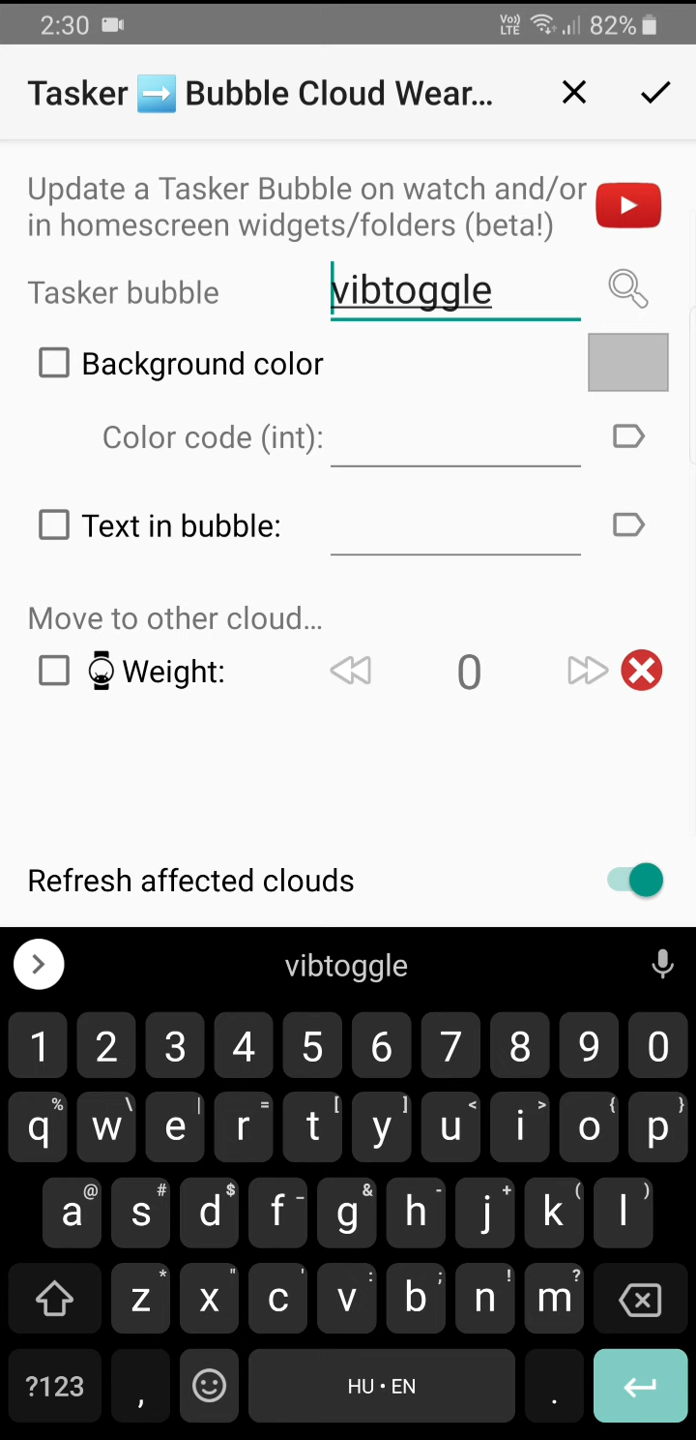 2:30 Vo)) LTE 82%
Tasker ➡ Bubble Cloud Wear...
Update a Tasker Bubble on watch and/or
in homescreen widgets/folders (beta!)
Tasker bubble vibtoggle
Background color
Color code (int):
Text in bubble:
Move to other cloud...
Weight: 0
Refresh affected clouds
vibtoggle
1 2 3 4 5 6 7 8 9 0
% \ | = [ ] < > { }
q w e r t y u i o p
@ # $ _ & - + ( )
a s d f g h j k l
* " ' : ; ! ?
z x c v b n m
?123 , HU • EN .